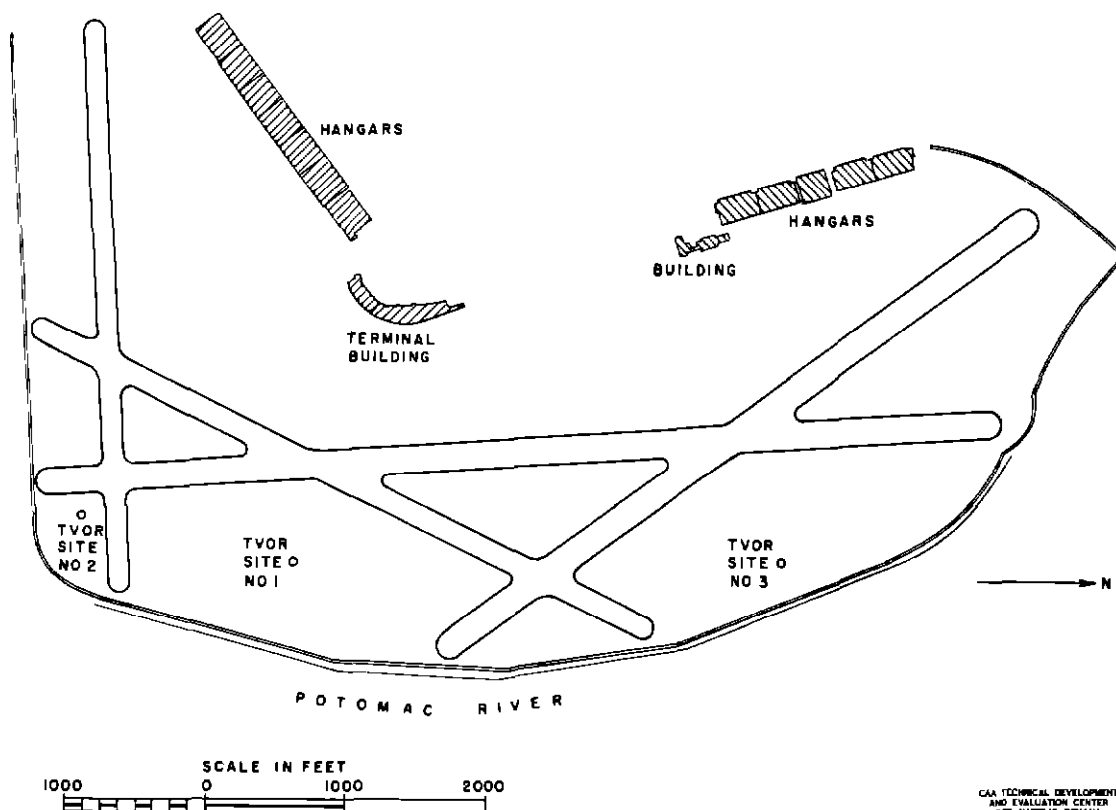 HANGARS
HANGARS
BUILDING
TERMINAL
BUILDING
TVOR
SITE
NO 2
TVOR
SITE
NO 1
TVOR
SITE
NO 3
N
POTOMAC RIVER
SCALE IN FEET
1000 0 1000 2000
CAA TECHNICAL DEVELOPMENT
AND EVALUATION CENTER